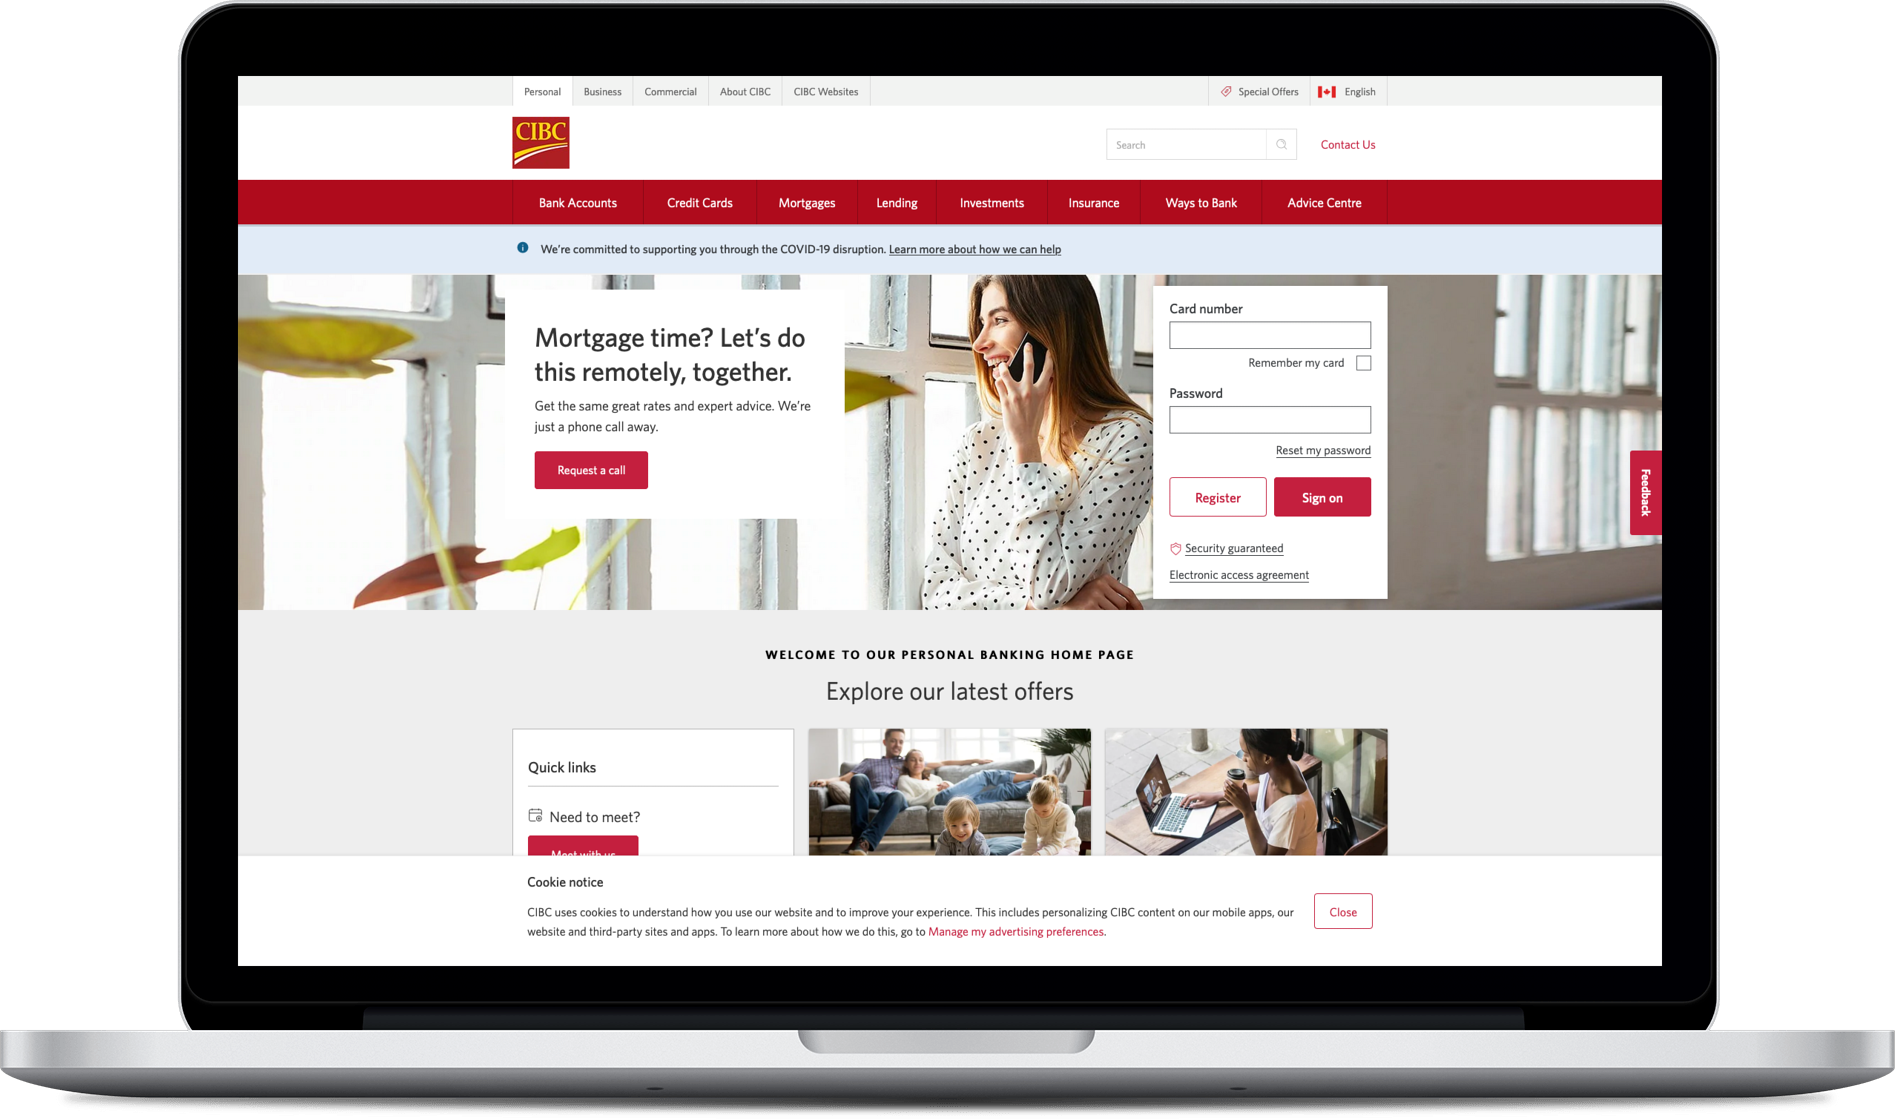 Personal
Business
Commercial
About CIBC
CIBC Websites
Special Offers
English
CIBC
Search
Contact Us
Bank Accounts
Credit Cards
Mortgages
Lending
Investments
Insurance
Ways to Bank
Advice Centre
We're committed to supporting you through the COVID-19 disruption. Learn more about how we can help
Mortgage time? Let's do
this remotely, together.
Get the same great rates and expert advice. We're
just a phone call away.
Request a call
Card number
Remember my card
Password
Reset my password
Register
Sign on
Security guaranteed
Electronic access agreement
Feedback
WELCOME TO OUR PERSONAL BANKING HOME PAGE
Explore our latest offers
Quick links
Need to meet?
Meet with us
Cookie notice
CIBC uses cookies to understand how you use our website and to improve your experience. This includes personalizing CIBC content on our mobile apps, our
website and third-party sites and apps. To learn more about how we do this, go to Manage my advertising preferences.
Close